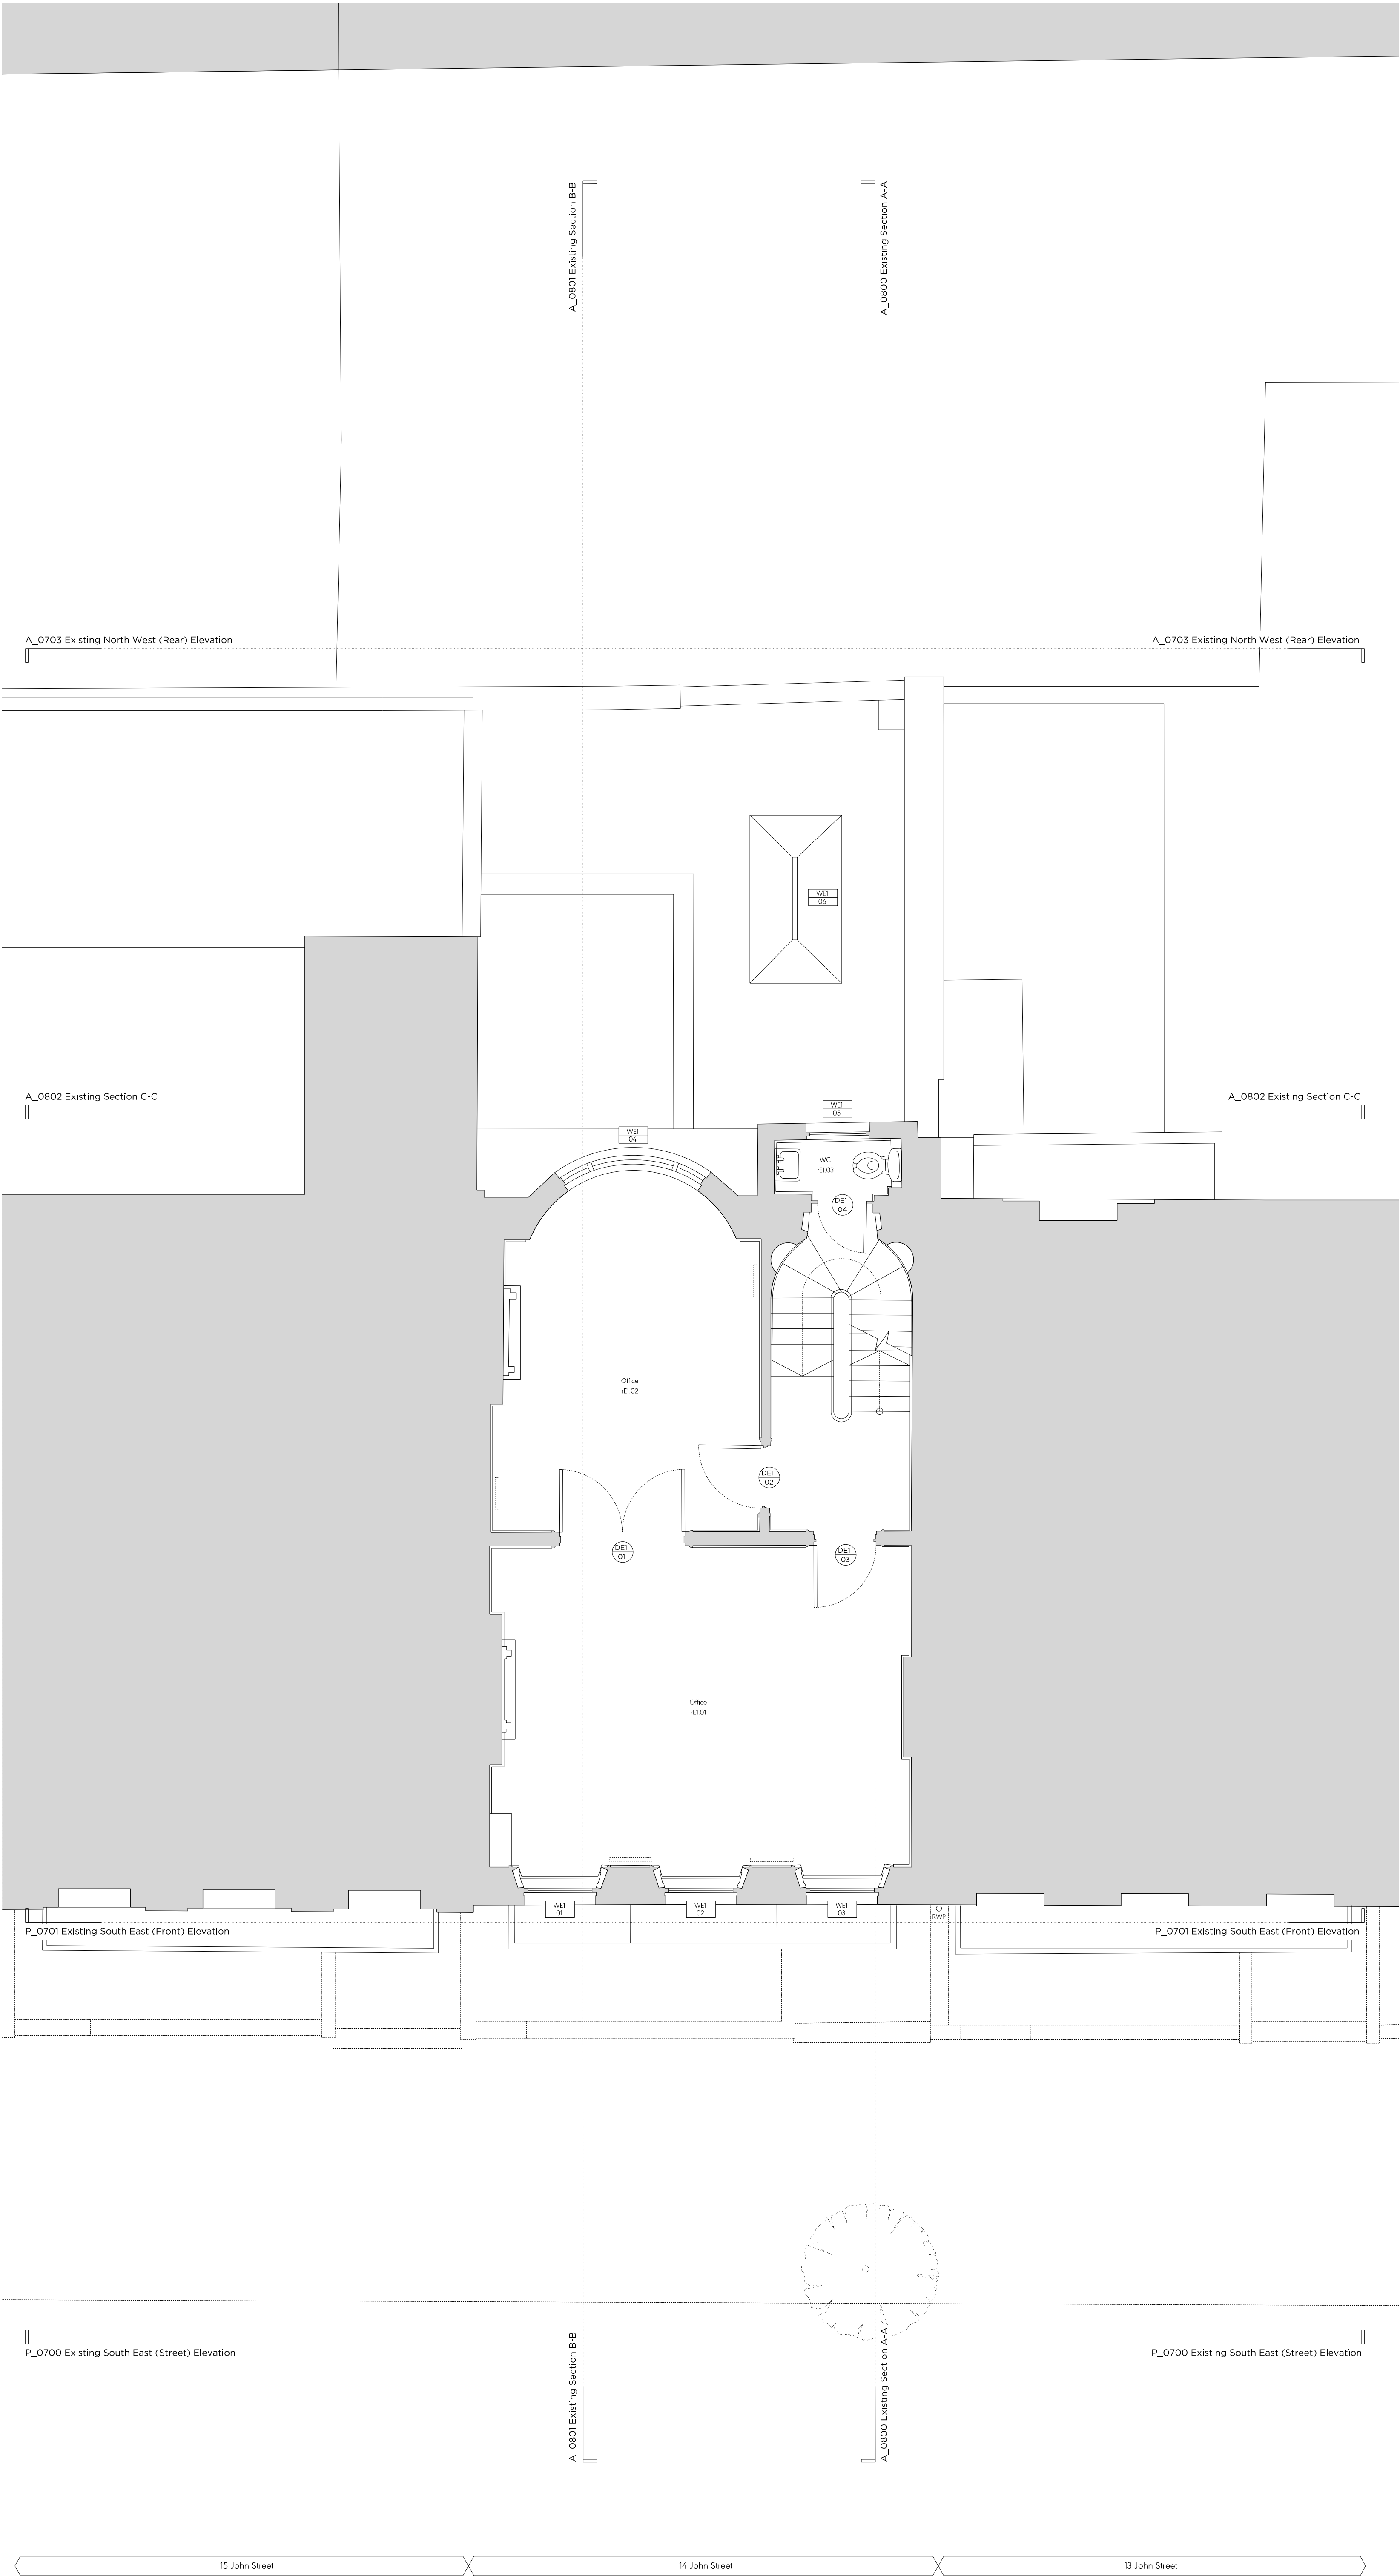 A_0801 Existing Section B-B
A_0800 Existing Section A-A
A_0703 Existing North West (Rear) Elevation
A_0703 Existing North West (Rear) Elevation
WE1
06
A_0802 Existing Section C-C
A_0802 Existing Section C-C
WE1
05
WE1
04
WC
rE1.03
DE1
04
Office
rE1.02
DE1
02
DE1
01
DE1
03
Office
rE1.01
WE1
01
WE1
02
WE1
03
RWP
P_0701 Existing South East (Front) Elevation
P_0701 Existing South East (Front) Elevation
P_0700 Existing South East (Street) Elevation
P_0700 Existing South East (Street) Elevation
A_0801 Existing Section B-B
A_0800 Existing Section A-A
15 John Street
14 John Street
13 John Street